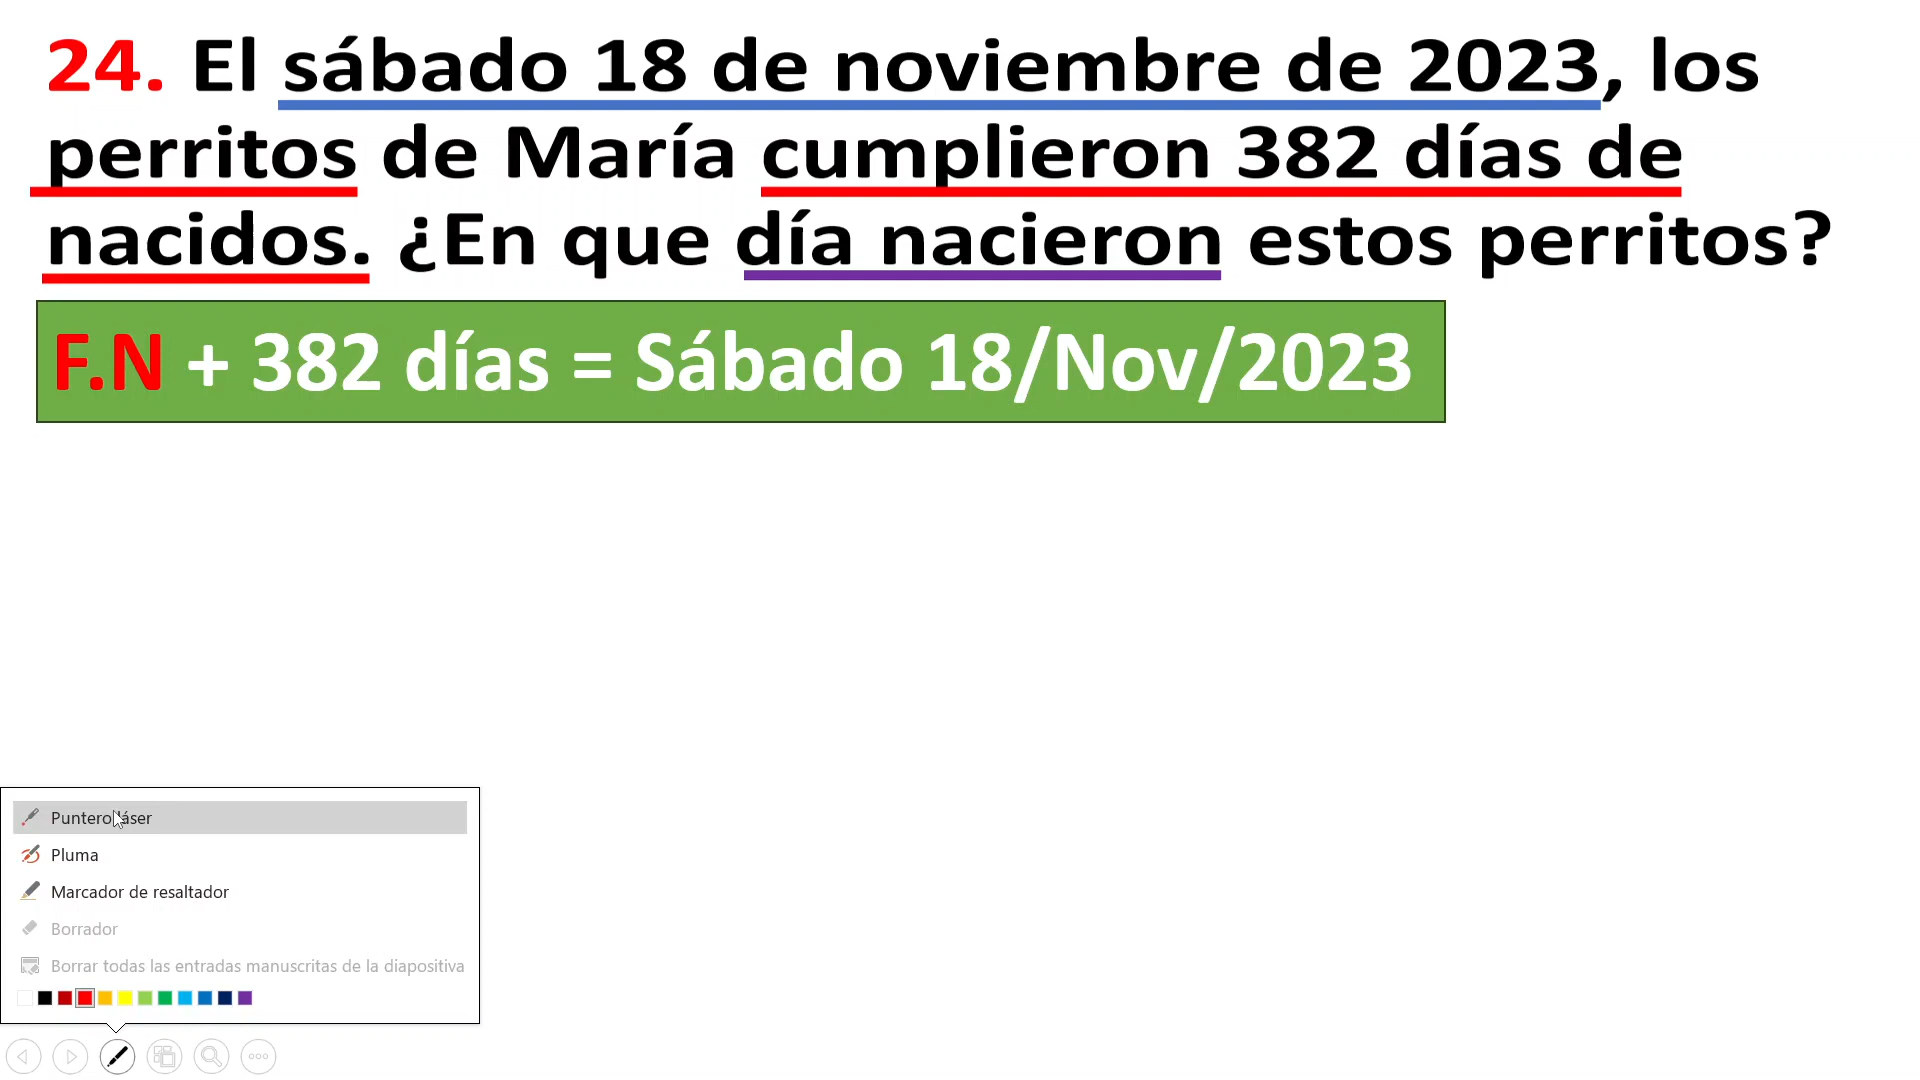 24. El sábado 18 de noviembre de 2023, los
perritos de María cumplieron 382 días de
nacidos. ¿En que día nacieron estos perritos?
F.N + 382 días = Sábado 18/Nov/2023
Puntero láser
Pluma
Marcador de resaltador
Borrador
Borrar todas las entradas manuscritas de la diapositiva